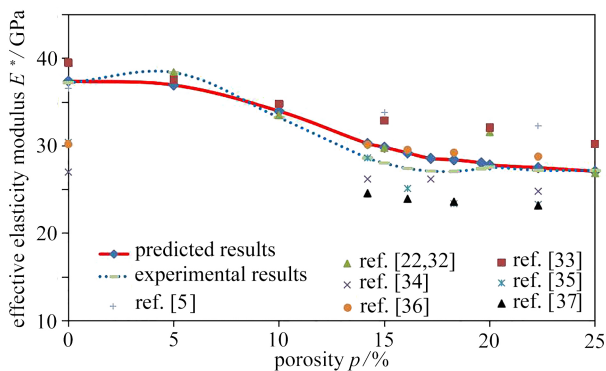 effective elasticity modulus E*/ GPa
40
30
20
10
0
5
10
15
20
25
porosity p/%
predicted results
experimental results
ref. [5]
ref. [22,32]
ref. [34]
ref. [36]
ref. [33]
ref. [35]
ref. [37]